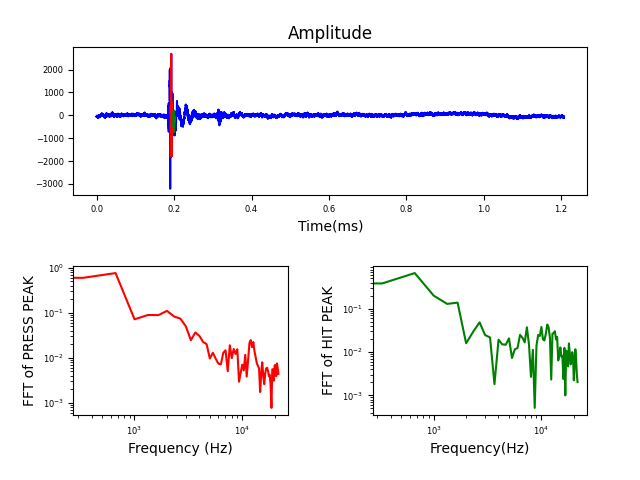 Amplitude
2000
1000
0
−1000
−2000
−3000
0.0 0.2 0.4 0.6 0.8 1.0 1.2
Time(ms)
FFT of PRESS PEAK
10⁰
10⁻¹
10⁻²
10⁻³
10³ 10⁴
Frequency (Hz)
FFT of HIT PEAK
10⁻¹
10⁻²
10⁻³
10³ 10⁴
Frequency(Hz)